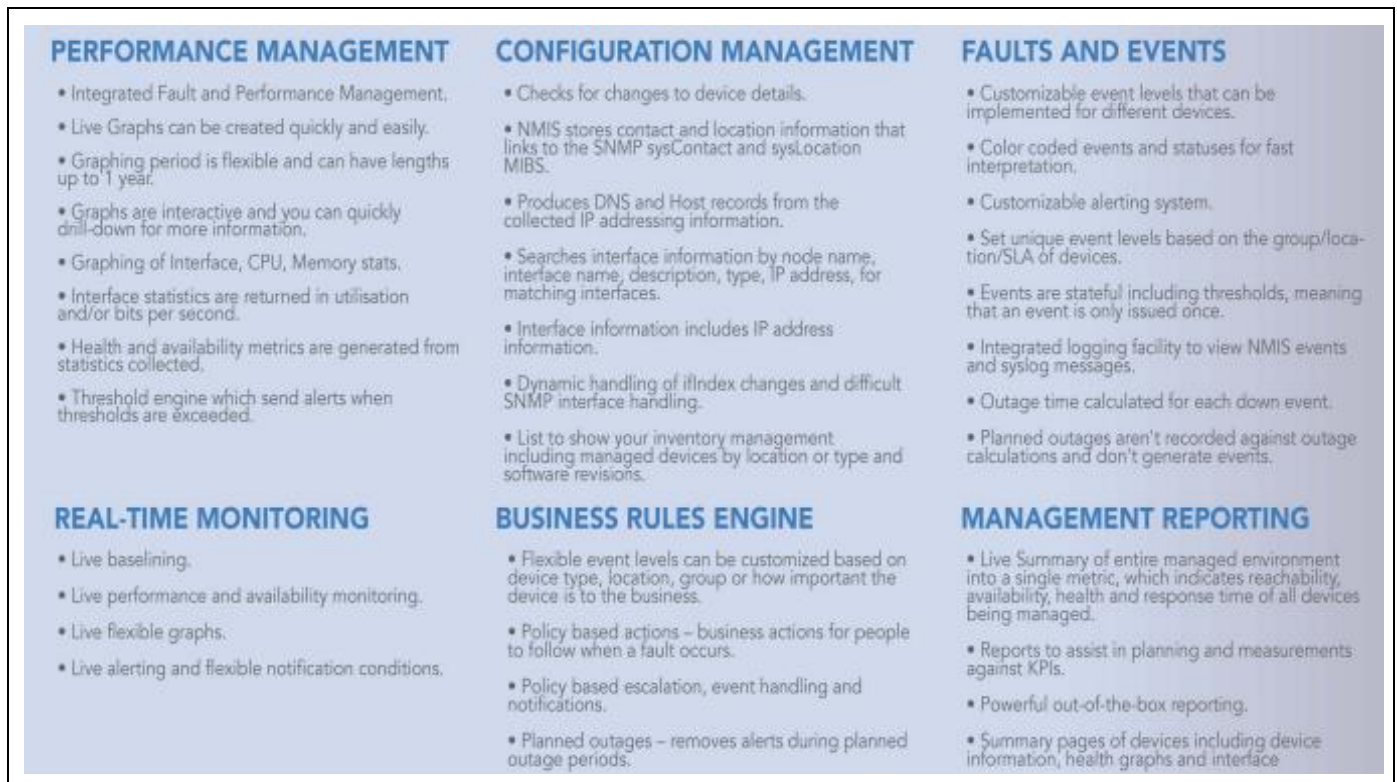 PERFORMANCE MANAGEMENT
• Integrated Fault and Performance Management.
• Live Graphs can be created quickly and easily.
• Graphing period is flexible and can have lengths
up to 1 year.
• Graphs are interactive and you can quickly
drill-down for more information.
• Graphing of Interface, CPU, Memory stats.
• Interface statistics are returned in utilisation
and/or bits per second.
• Health and availability metrics are generated from
statistics collected.
• Threshold engine which send alerts when
thresholds are exceeded.
CONFIGURATION MANAGEMENT
• Checks for changes to device details.
• NMIS stores contact and location information that
links to the SNMP sysContact and sysLocation
MIBS.
• Produces DNS and Host records from the
collected IP addressing information.
• Searches interface information by node name,
interface name, description, type, IP address, for
matching interfaces.
• Interface information includes IP address
information.
• Dynamic handling of ifIndex changes and difficult
SNMP interface handling.
• List to show your inventory management
including managed devices by location or type and
software revisions.
FAULTS AND EVENTS
• Customizable event levels that can be
implemented for different devices.
• Color coded events and statuses for fast
interpretation.
• Customizable alerting system.
• Set unique event levels based on the group/loca-
tion/SLA of devices.
• Events are stateful including thresholds, meaning
that an event is only issued once.
• Integrated logging facility to view NMIS events
and syslog messages.
• Outage time calculated for each down event.
• Planned outages aren't recorded against outage
calculations and don't generate events.
REAL-TIME MONITORING
• Live baselining.
• Live performance and availability monitoring.
• Live flexible graphs.
• Live alerting and flexible notification conditions.
BUSINESS RULES ENGINE
• Flexible event levels can be customized based on
device type, location, group or how important the
device is to the business.
• Policy based actions – business actions for people
to follow when a fault occurs.
• Policy based escalation, event handling and
notifications.
• Planned outages – removes alerts during planned
outage periods.
MANAGEMENT REPORTING
• Live Summary of entire managed environment
into a single metric, which indicates reachability,
availability, health and response time of all devices
being managed.
• Reports to assist in planning and measurements
against KPIs.
• Powerful out-of-the-box reporting.
• Summary pages of devices including device
information, health graphs and interface